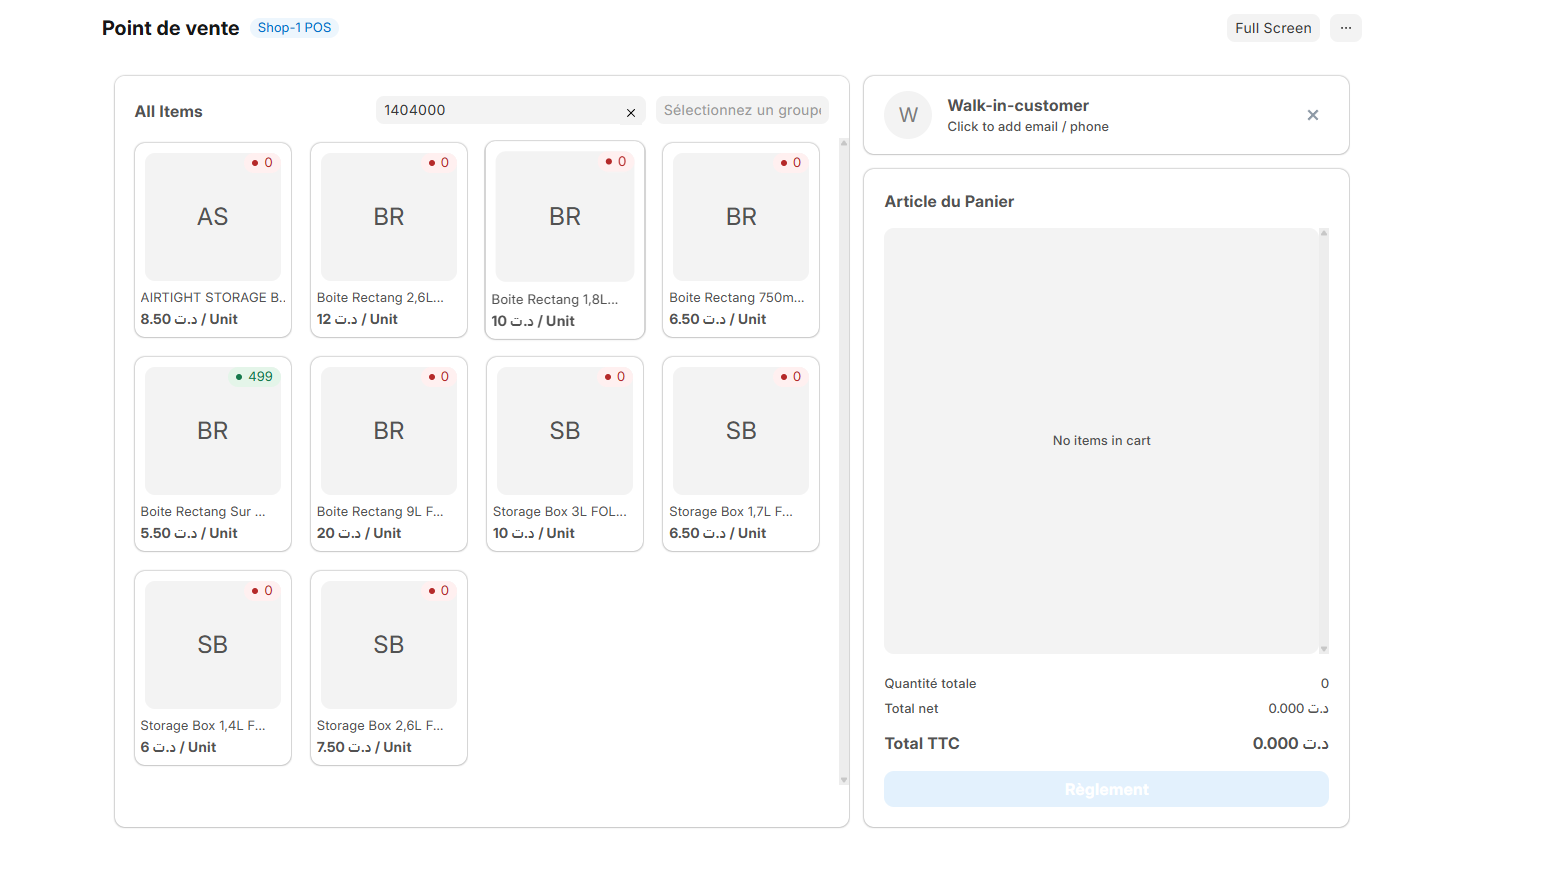 Point de vente
Shop-1 POS
Full Screen
···
All Items
1404000
Sélectionnez un groupe
Walk-in-customer
Click to add email / phone
W
0
AS
AIRTIGHT STORAGE B..
8.50 د.ت / Unit
0
BR
Boite Rectang 2,6L...
12 د.ت / Unit
0
BR
Boite Rectang 1,8L...
10 د.ت / Unit
0
BR
Boite Rectang 750m...
6.50 د.ت / Unit
499
BR
Boite Rectang Sur ...
5.50 د.ت / Unit
0
BR
Boite Rectang 9L F...
20 د.ت / Unit
0
SB
Storage Box 3L FOL...
10 د.ت / Unit
0
SB
Storage Box 1,7L F...
6.50 د.ت / Unit
0
SB
Storage Box 1,4L F...
6 د.ت / Unit
0
SB
Storage Box 2,6L F...
7.50 د.ت / Unit
Article du Panier
No items in cart
Quantité totale 0
Total net 0.000 د.ت
Total TTC 0.000 د.ت
Règlement